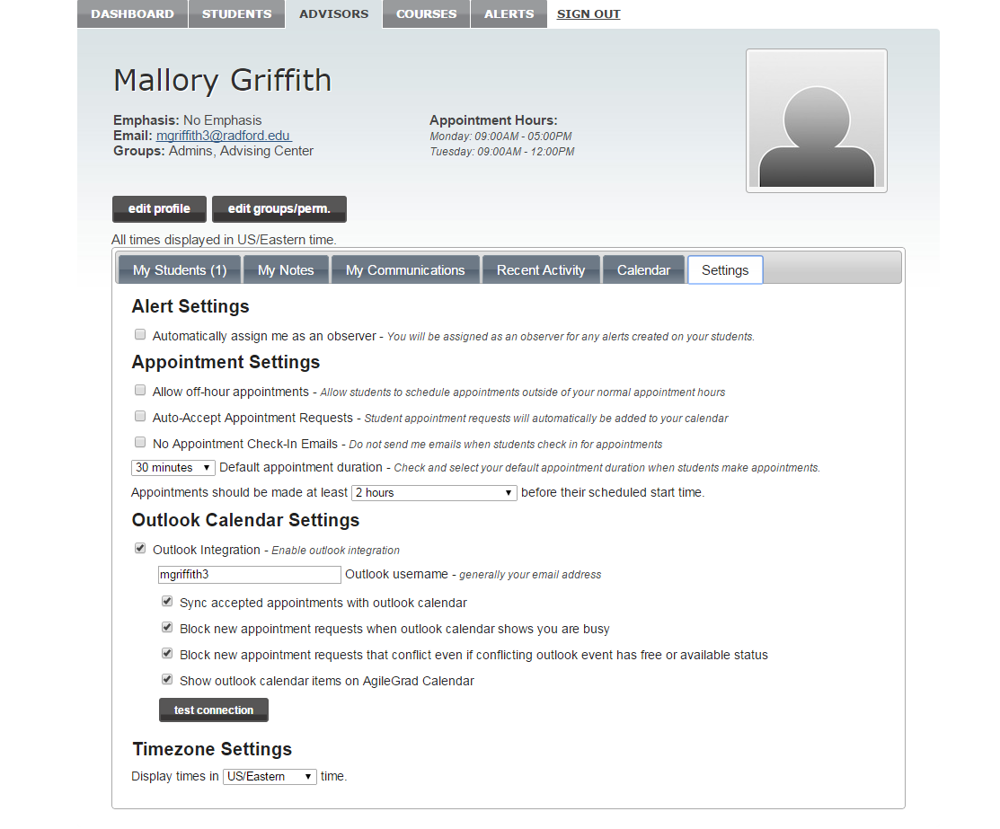 DASHBOARD STUDENTS ADVISORS COURSES ALERTS SIGN OUT
Mallory Griffith
Emphasis: No Emphasis
Email: mgriffith3@radford.edu
Groups: Admins, Advising Center
Appointment Hours:
Monday: 09:00AM - 05:00PM
Tuesday: 09:00AM - 12:00PM
edit profile edit groups/perm.
All times displayed in US/Eastern time.
My Students (1) My Notes My Communications Recent Activity Calendar Settings
Alert Settings
Automatically assign me as an observer - You will be assigned as an observer for any alerts created on your students.
Appointment Settings
Allow off-hour appointments - Allow students to schedule appointments outside of your normal appointment hours
Auto-Accept Appointment Requests - Student appointment requests will automatically be added to your calendar
No Appointment Check-In Emails - Do not send me emails when students check in for appointments
30 minutes Default appointment duration - Check and select your default appointment duration when students make appointments.
Appointments should be made at least 2 hours before their scheduled start time.
Outlook Calendar Settings
Outlook Integration - Enable outlook integration
mgriffith3 Outlook username - generally your email address
Sync accepted appointments with outlook calendar
Block new appointment requests when outlook calendar shows you are busy
Block new appointment requests that conflict even if conflicting outlook event has free or available status
Show outlook calendar items on AgileGrad Calendar
test connection
Timezone Settings
Display times in US/Eastern time.